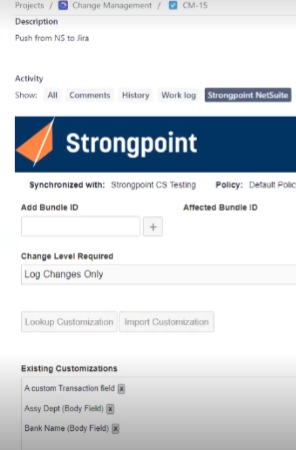 Projects / Change Management / CM-15
Description
Push from NS to Jira
Activity
Show: All Comments History Work log Strongpoint NetSuite
Strongpoint
Synchronized with: Strongpoint CS Testing Policy: Default Polic
Add Bundle ID Affected Bundle ID
+
Change Level Required
Log Changes Only
Lookup Customization Import Customization
Existing Customizations
A custom Transaction field x
Assy Dept (Body Field) x
Bank Name (Body Field) x